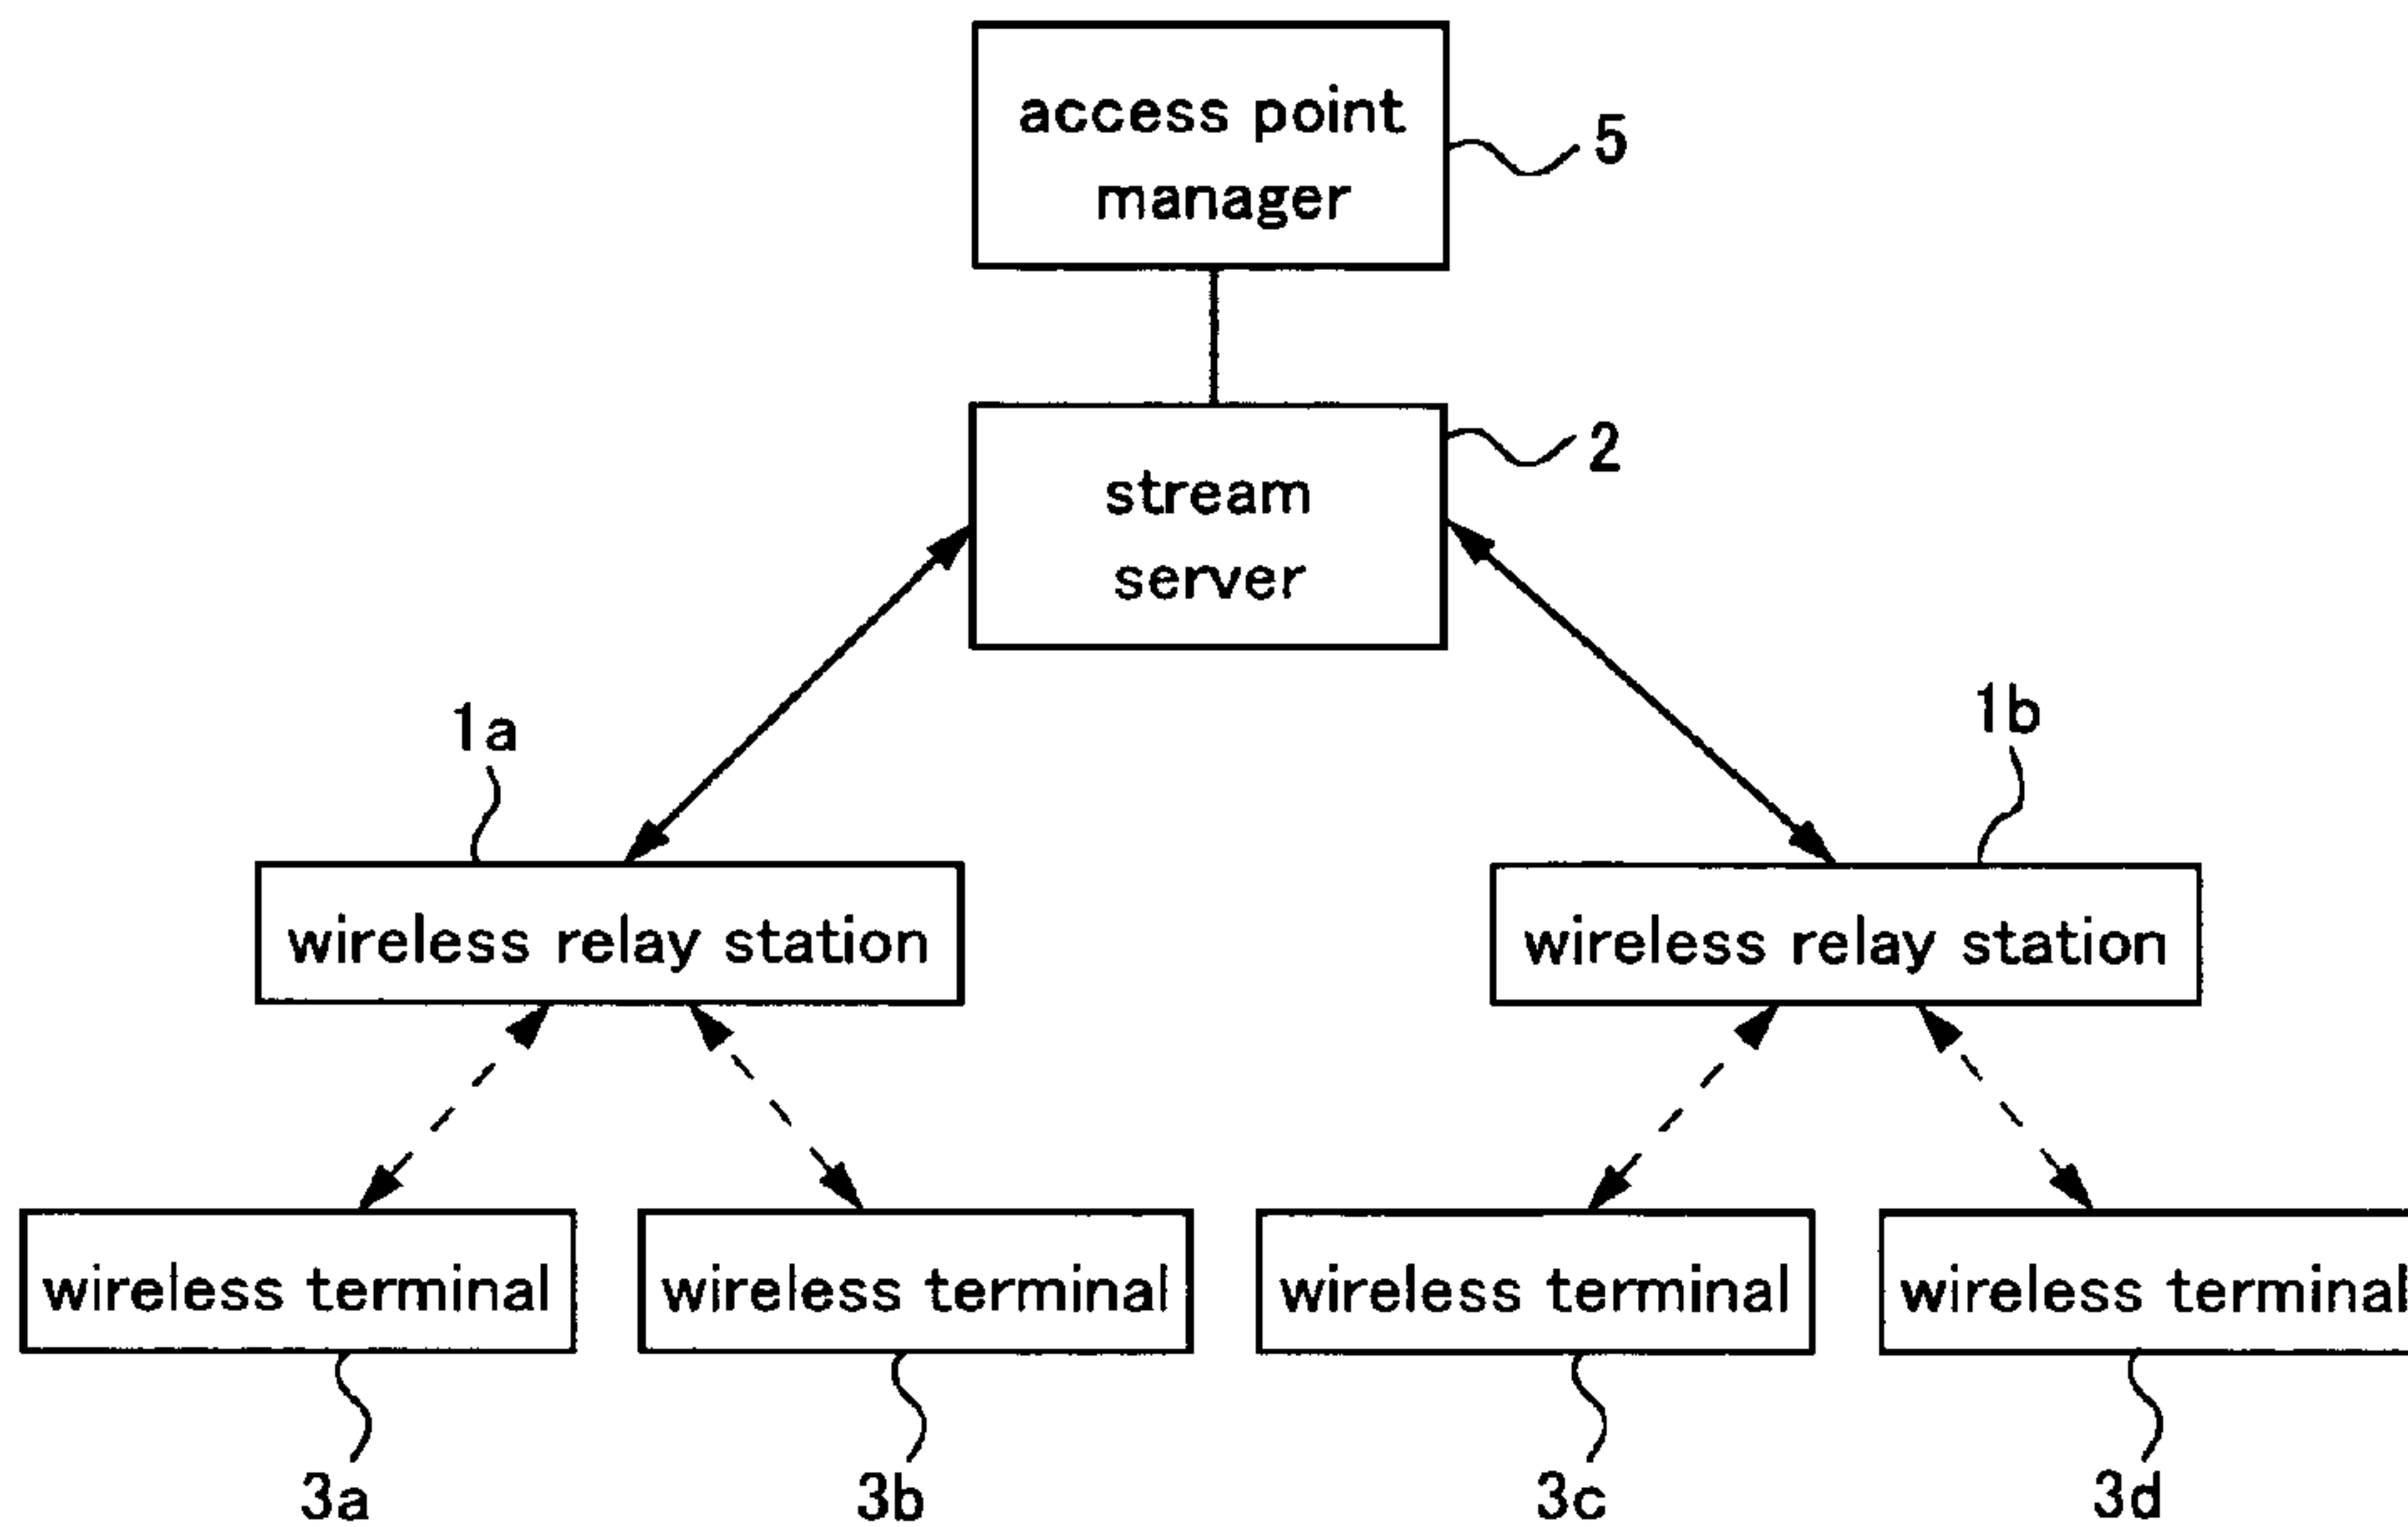 access point
manager
5
stream
server
2
1a
1b
wireless relay station
wireless relay station
wireless terminal
wireless terminal
wireless terminal
wireless terminal
3a
3b
3c
3d